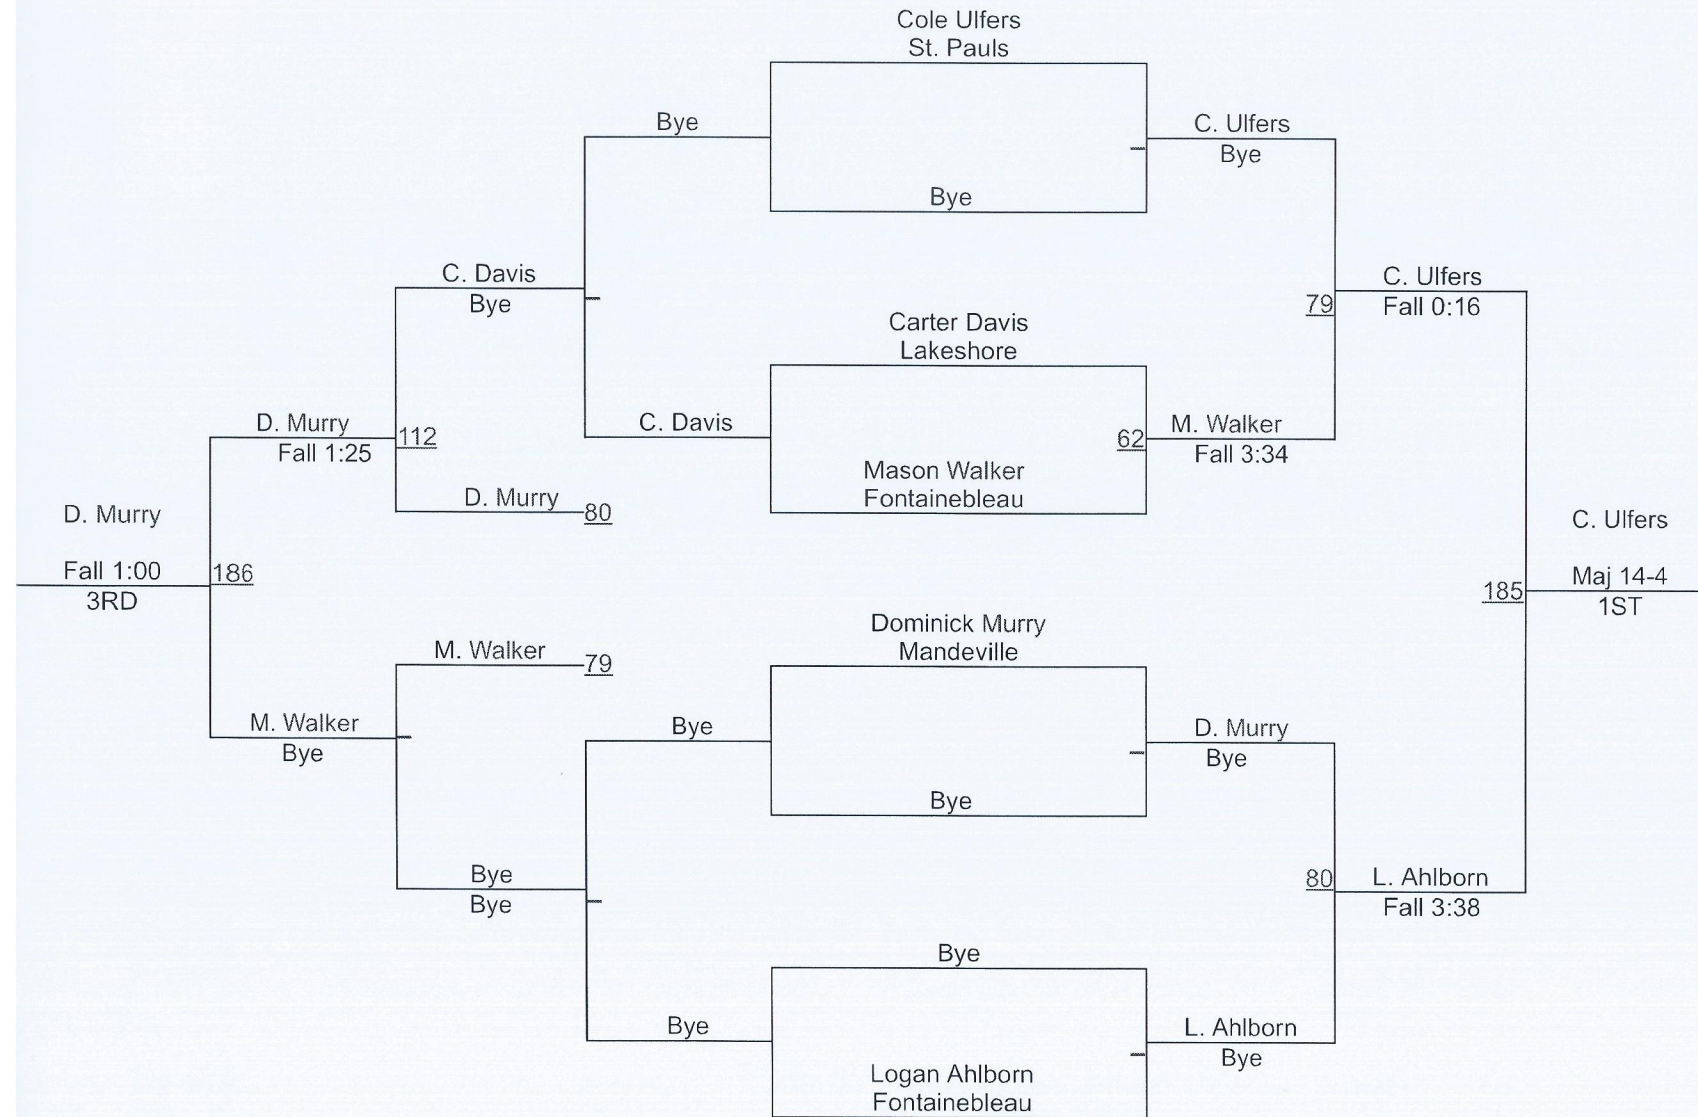 Cole Ulfers
St. Pauls
Bye
C. Ulfers
Bye
Bye
C. Davis
Bye
C. Ulfers
79
Fall 0:16
Carter Davis
Lakeshore
D. Murry
112
Fall 1:25
C. Davis
62
M. Walker
Fall 3:34
Mason Walker
Fontainebleau
D. Murry
80
D. Murry
Fall 1:00
186
3RD
C. Ulfers
185
Maj 14-4
1ST
Dominick Murry
Mandeville
M. Walker
79
M. Walker
Bye
Bye
D. Murry
Bye
Bye
Bye
Bye
80
L. Ahlborn
Fall 3:38
Bye
Bye
L. Ahlborn
Bye
Logan Ahlborn
Fontainebleau